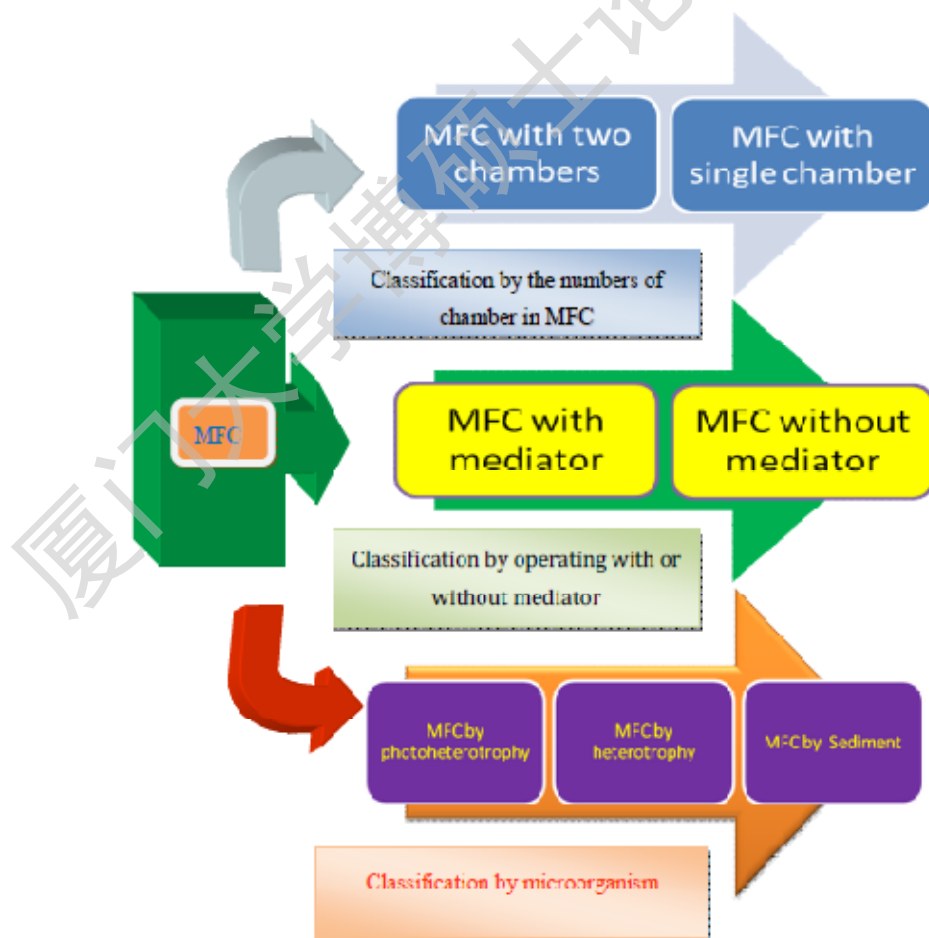 MFC with two
chambers
MFC with
single chamber
Classification by the numbers of
chamber in MFC
MFC
MFC with
mediator
MFC without
mediator
Classification by operating with or
without mediator
MFCby
photoheterotrophy
MFCby
heterotrophy
MFCby Sediment
Classification by microorganism
厦门大学博硕士论